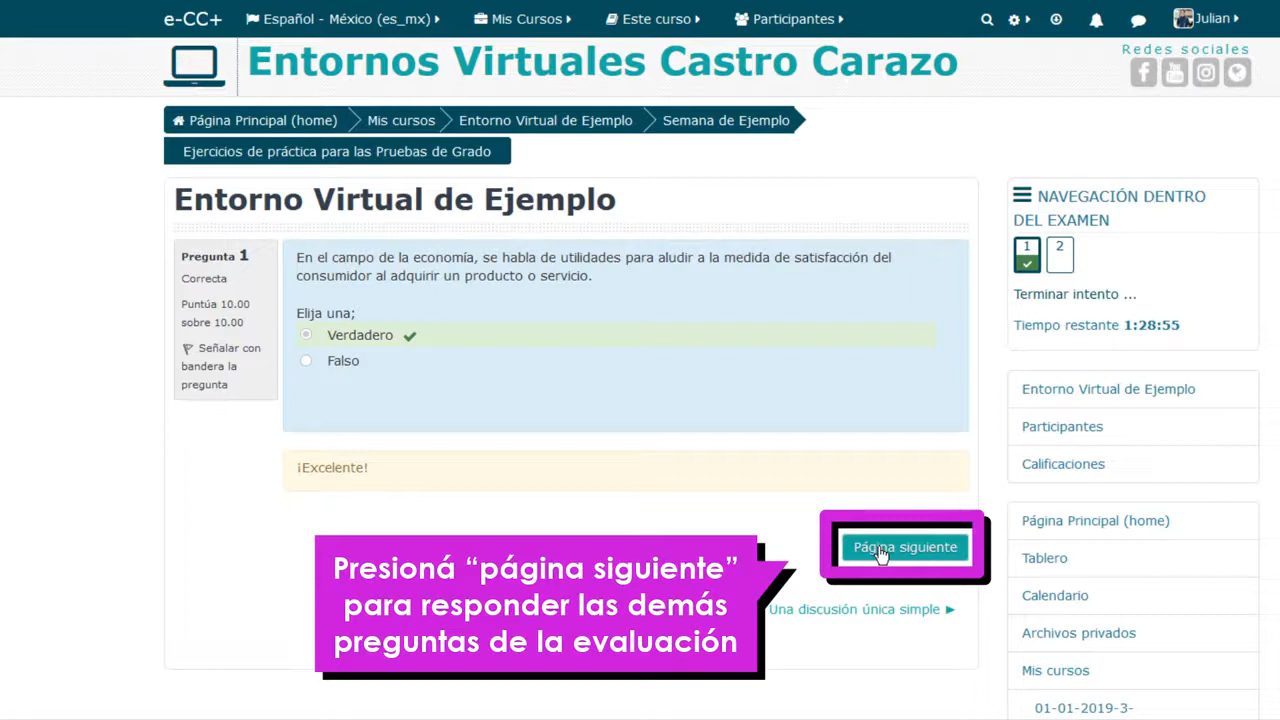 e-CC+
Español - México (es_mx)
Mis Cursos
Este curso
Participantes
Julian
Entornos Virtuales Castro Carazo
Redes sociales
Página Principal (home)
Mis cursos
Entorno Virtual de Ejemplo
Semana de Ejemplo
Ejercicios de práctica para las Pruebas de Grado
Entorno Virtual de Ejemplo
Pregunta 1
Correcta
Puntúa 10.00
sobre 10.00
Señalar con
bandera la
pregunta
En el campo de la economía, se habla de utilidades para aludir a la medida de satisfacción del
consumidor al adquirir un producto o servicio.
Elija una;
Verdadero
Falso
¡Excelente!
Página siguiente
Presioná “página siguiente”
para responder las demás
preguntas de la evaluación
Una discusión única simple ►
NAVEGACIÓN DENTRO
DEL EXAMEN
1
2
Terminar intento ...
Tiempo restante 1:28:55
Entorno Virtual de Ejemplo
Participantes
Calificaciones
Página Principal (home)
Tablero
Calendario
Archivos privados
Mis cursos
01-01-2019-3-